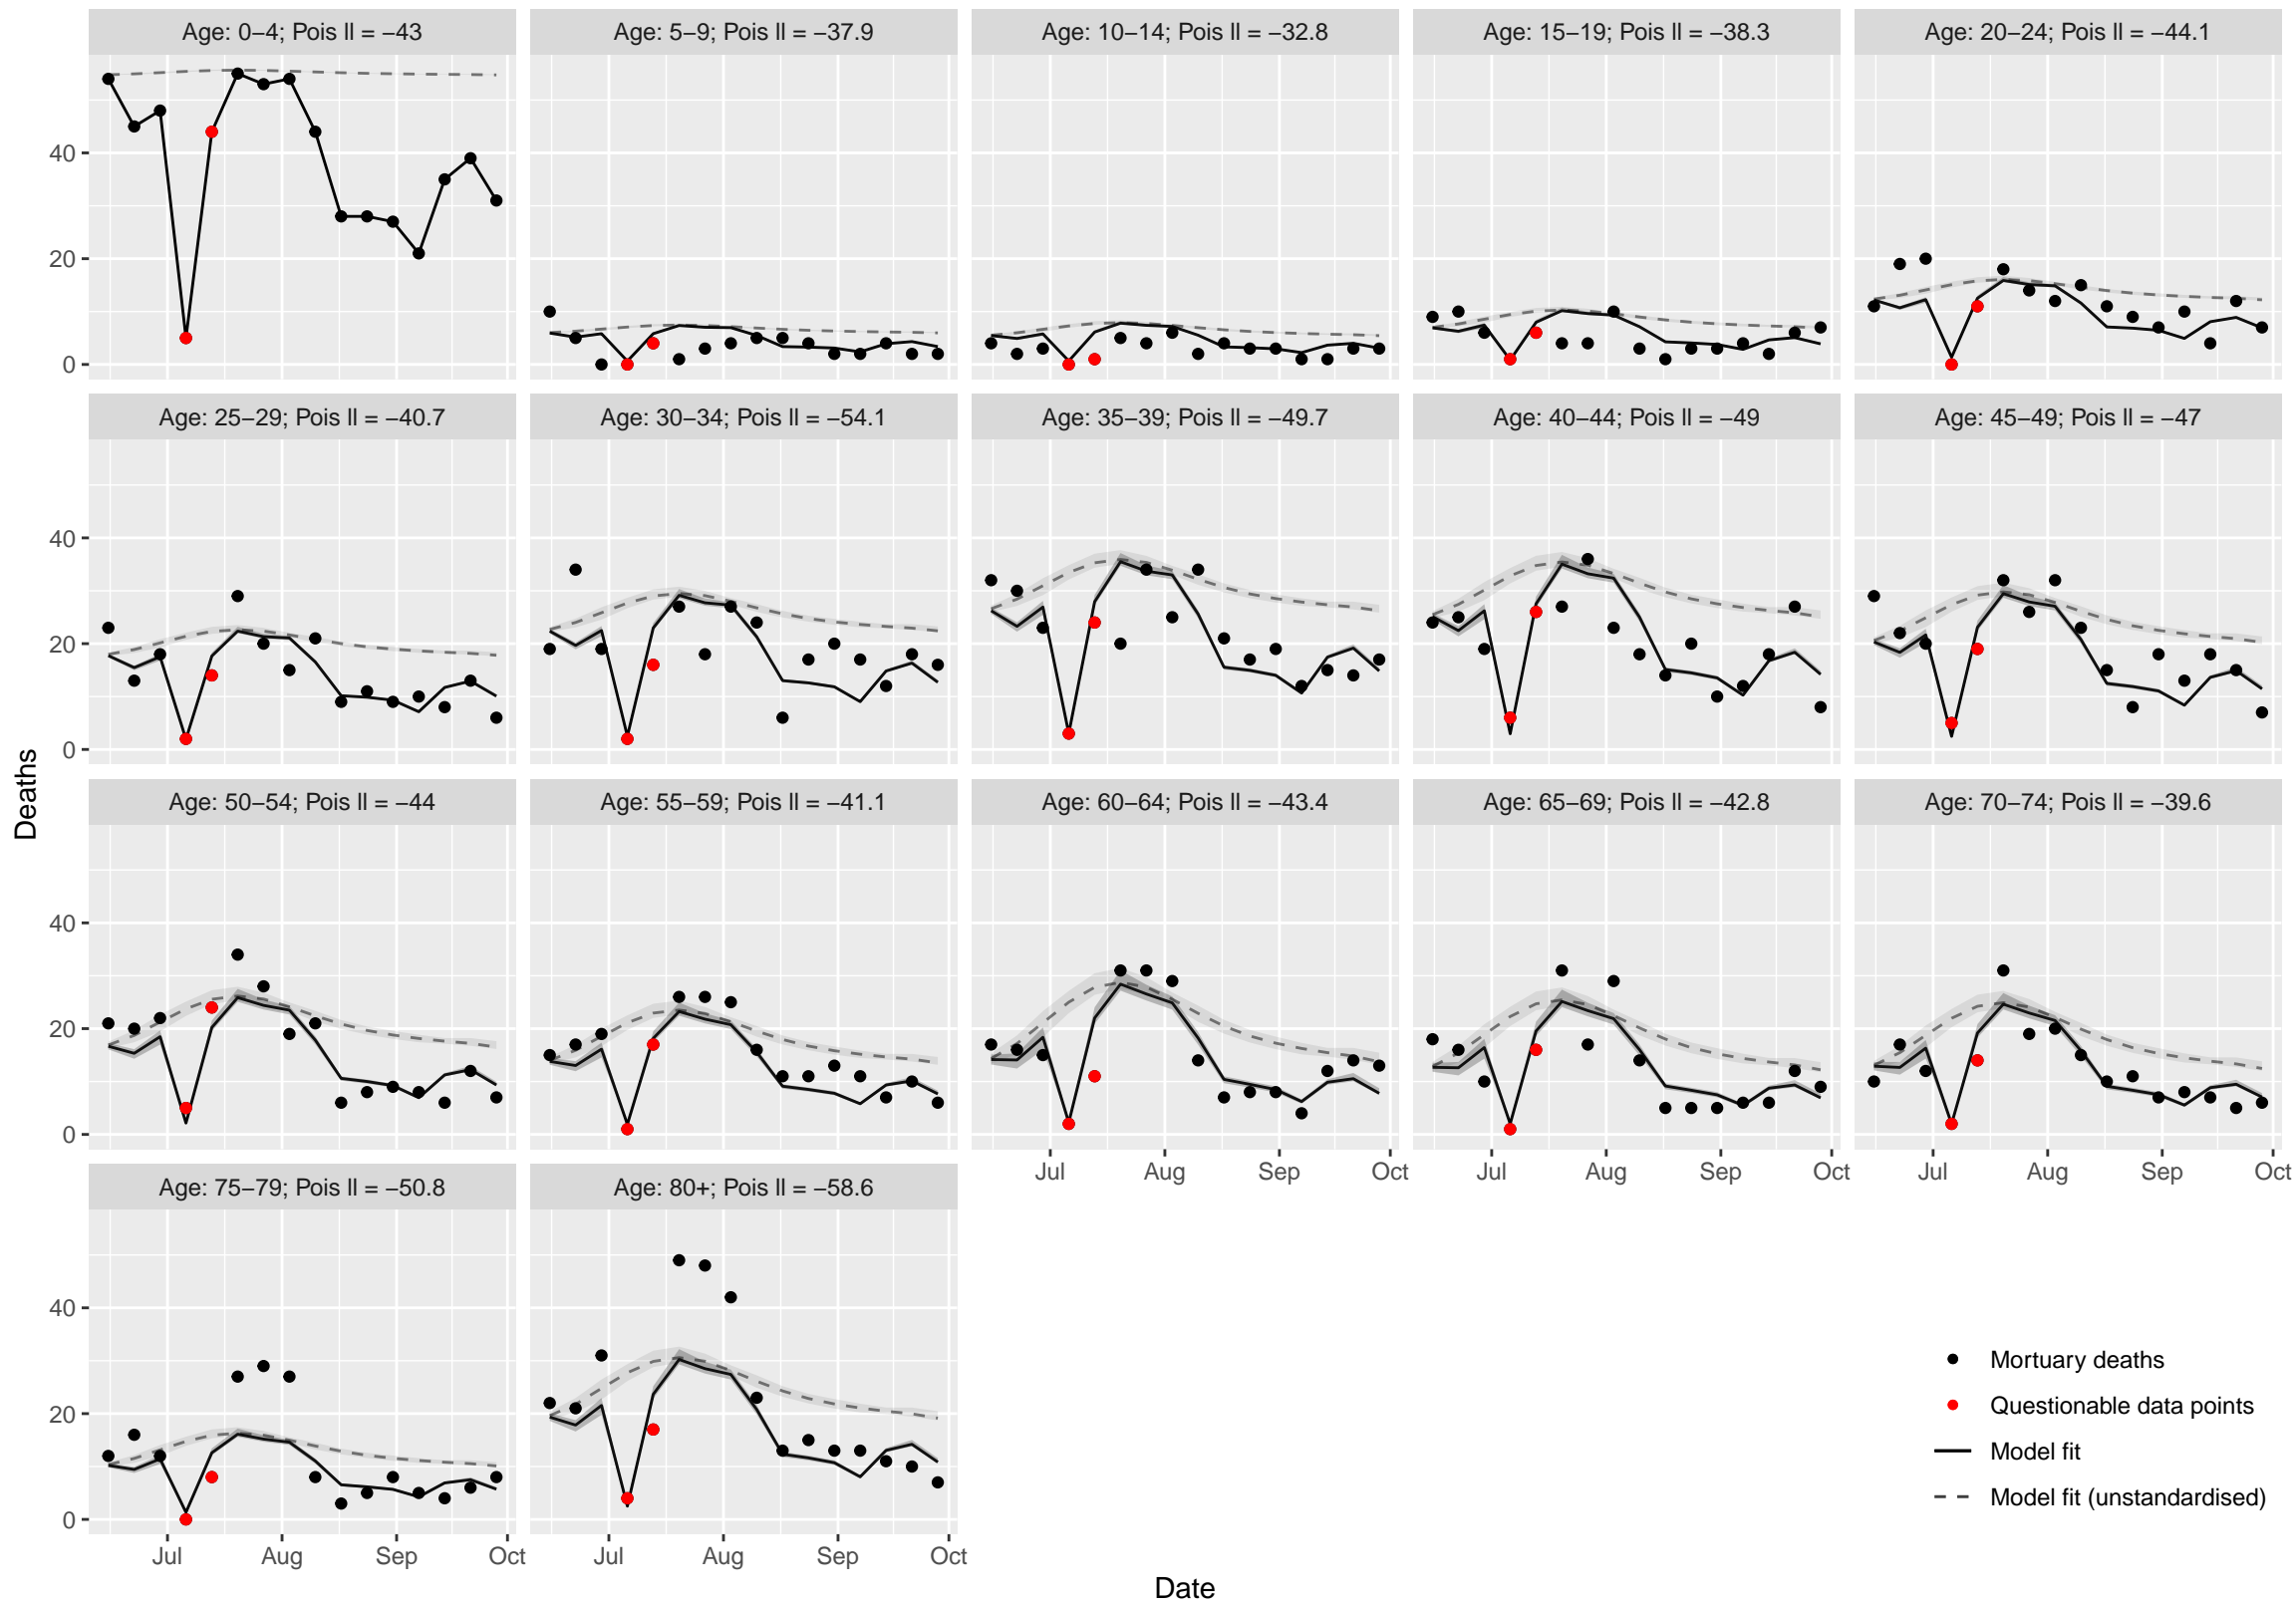 Age: 0–4; Pois ll = −43
Age: 5–9; Pois ll = −37.9
Age: 10–14; Pois ll = −32.8
Age: 15–19; Pois ll = −38.3
Age: 20–24; Pois ll = −44.1
40
20
0
Age: 25–29; Pois ll = −40.7
Age: 30–34; Pois ll = −54.1
Age: 35–39; Pois ll = −49.7
Age: 40–44; Pois ll = −49
Age: 45–49; Pois ll = −47
40
20
0
Deaths
Age: 50–54; Pois ll = −44
Age: 55–59; Pois ll = −41.1
Age: 60–64; Pois ll = −43.4
Age: 65–69; Pois ll = −42.8
Age: 70–74; Pois ll = −39.6
40
20
0
Jul Aug Sep Oct
Jul Aug Sep Oct
Jul Aug Sep Oct
Age: 75–79; Pois ll = −50.8
Age: 80+; Pois ll = −58.6
40
20
0
Jul Aug Sep Oct
Jul Aug Sep Oct
Mortuary deaths
Questionable data points
Model fit
Model fit (unstandardised)
Date